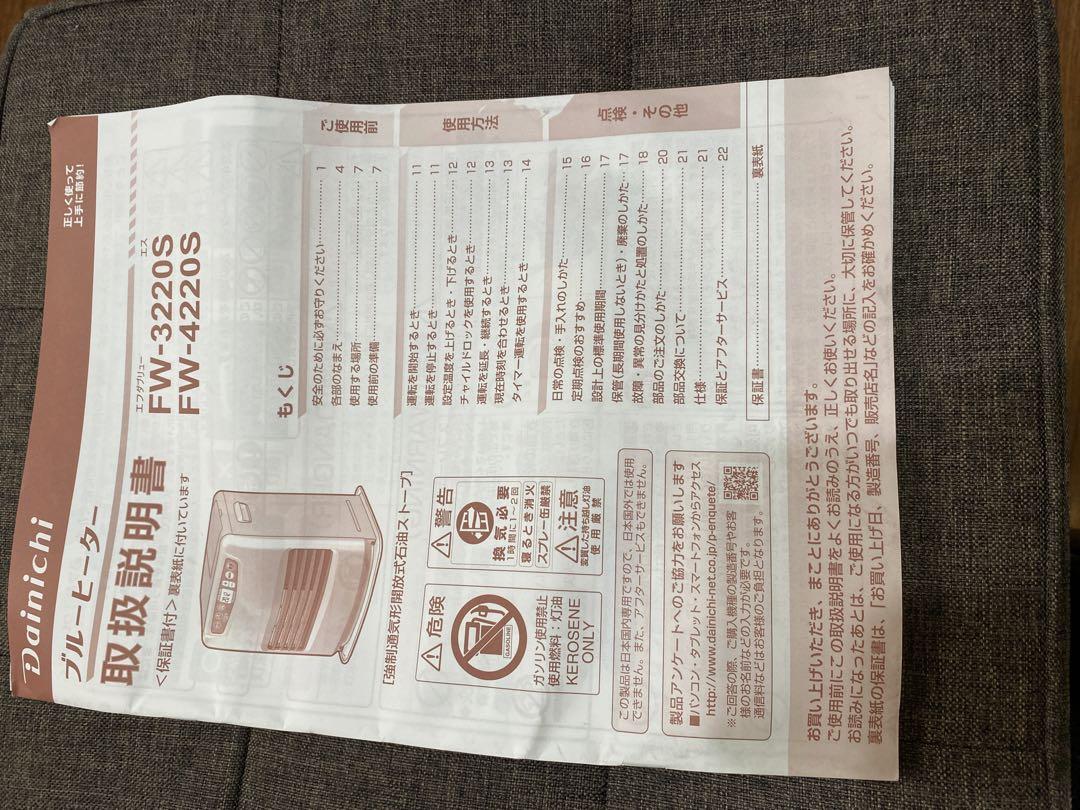 Dainichi
正しく使って
上手に節約!
ブルーヒーター
取扱説明書
<保証書付> 裏表紙に付いています
エフダブリュー エス
FW-3220S
FW-4220S
[強制通気形開放式石油ストーブ]
もくじ
ご使用前
安全のために必ずお守りください 1
各部のなまえ 4
使用する場所 7
使用前の準備 7
使用方法
運転を開始するとき 11
運転を停止するとき 11
設定温度を上げるとき・下げるとき 12
チャイルドロックを使用するとき 12
運転を延長・継続するとき 13
現在時刻を合わせるとき 13
タイマー運転を使用するとき 14
点検・その他
日常の点検・手入れのしかた 15
定期点検のおすすめ 16
設計上の標準使用期間 17
保管(長期間使用しないとき)・廃棄のしかた 17
故障・異常の見分けかたと処置のしかた 18
部品のご注文のしかた 20
部品交換について 21
仕様 21
保証とアフターサービス 22
保証書 裏表紙
危険
GASOLINE
ガソリン使用禁止
使用燃料:灯油
KEROSENE
ONLY
警告
換気必要
1時間に1~2回
寝るとき消火
スプレー缶厳禁
注意
変質した持ち越し灯油
使用厳禁
この製品は日本国内専用ですので、日本国外では使用
できません。また、アフターサービスもできません。
製品アンケートへのご協力をお願いします
■パソコン・タブレット・スマートフォンからアクセス
http://www.dainichi-net.co.jp/p-enquete/
※ご回答の際、ご購入機種の製造番号やお客
様のお名前などの入力が必要です。
通信料などはお客様のご負担となります。
お買い上げいただき、まことにありがとうございます。
ご使用前にこの取扱説明書をよくお読みのうえ、正しくお使いください。
お読みになったあとは、ご使用になる方がいつでも取り出せる場所に、大切に保管してください。
裏表紙の保証書は、「お買い上げ日、製造番号、販売店名」などの記入をお確かめください。